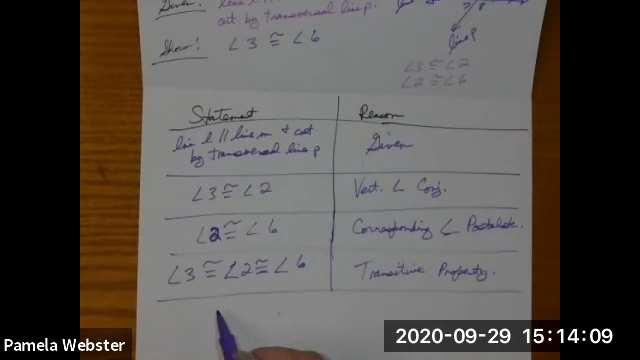 Given: line l
cut by transversal line p.
line P
Show: ∠3 ≅ ∠6
∠3 ≅ ∠2
∠2 ≅ ∠6
Statement Reason
line l // line m + cut
by transversal line p Given
∠3 ≅ ∠2 Vert. ∠ Conj.
∠2 ≅ ∠6 Corresponding ∠ Postulate.
∠3 ≅ ∠2 ≅ ∠6 Transitive Property.
Pamela Webster
2020-09-29 15:14:09